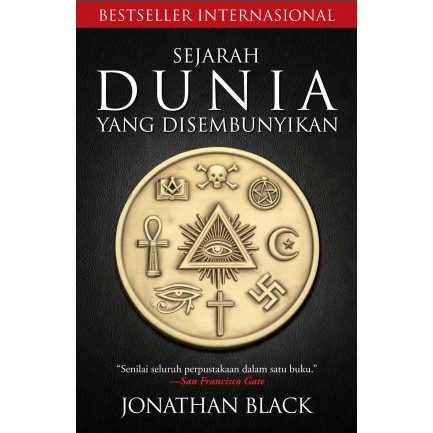 BESTSELLER INTERNASIONAL
SEJARAH
DUNIA
YANG DISEMBUNYIKAN
“Senilai seluruh perpustakaan dalam satu buku.”
—San Francisco Gate
JONATHAN BLACK